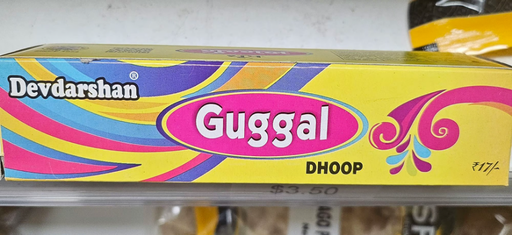 Devdarshan®
Guggal
DHOOP
₹17/-
$3.50